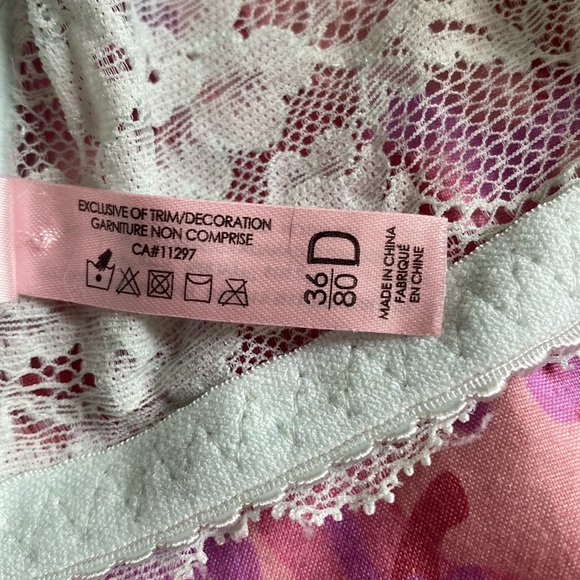 EXCLUSIVE OF TRIM/DECORATION
GARNITURE NON COMPRISE
CA#11297
36
80
D
MADE IN CHINA
FABRIQUÉ
EN CHINE